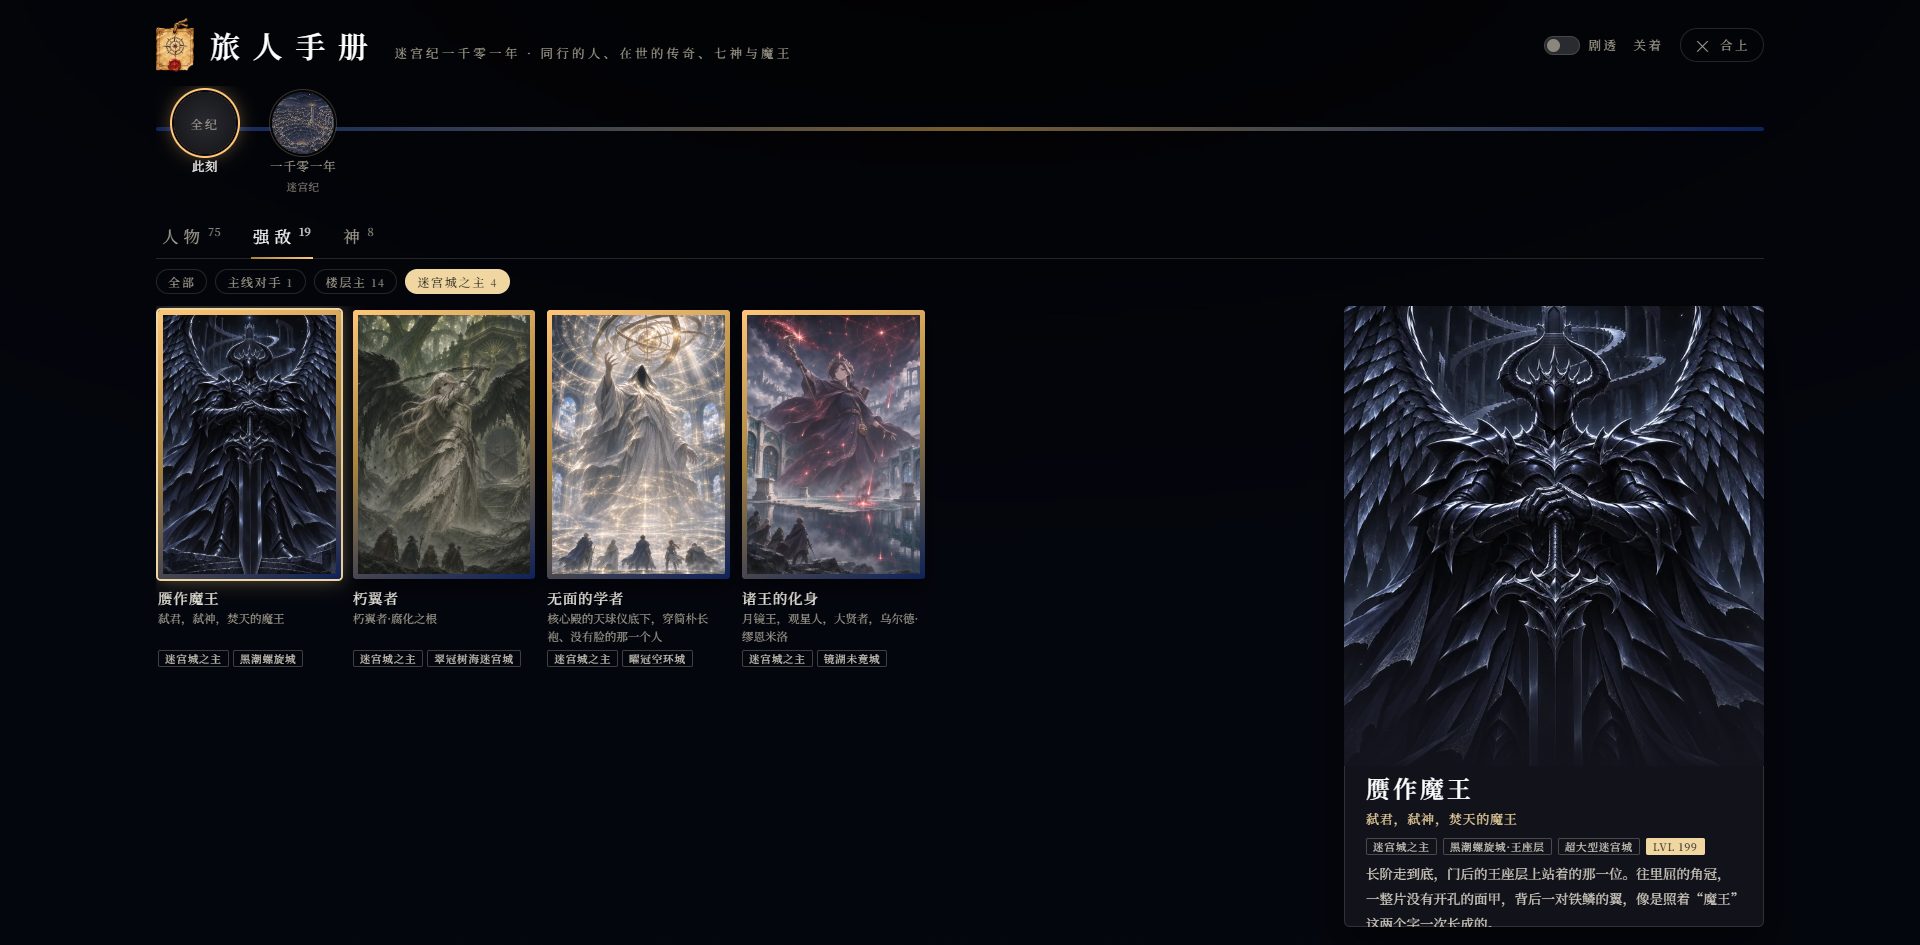 旅人手册
迷宫纪一千零一年 · 同行的人、在世的传奇、七神与魔王
剧透 关着
合上
全纪
此刻
一千零一年
迷宫纪
人物 75
强敌 19
神 8
全部
主线对手 1
楼层主 14
迷宫城之主 4
赝作魔王
弑君，弑神，焚天的魔王
迷宫城之主 黑潮螺旋城
朽翼者
朽翼者·腐化之根
迷宫城之主 翠冠树海迷宫城
无面的学者
核心殿的天球仪底下，穿简朴长
袍、没有脸的那一个人
迷宫城之主 曜冠空环城
诸王的化身
月镜王，观星人，大贤者，乌尔德·
缪恩米洛
迷宫城之主 镜湖未竟城
赝作魔王
弑君，弑神，焚天的魔王
迷宫城之主 黑潮螺旋城·王座层 超大型迷宫城 LVL 199
长阶走到底，门后的王座层上站着的那一位。往里屈的角冠，
一整片没有开孔的面甲，背后一对铁鳞的翼，像是照着“魔王”
这两个字一次长成的。